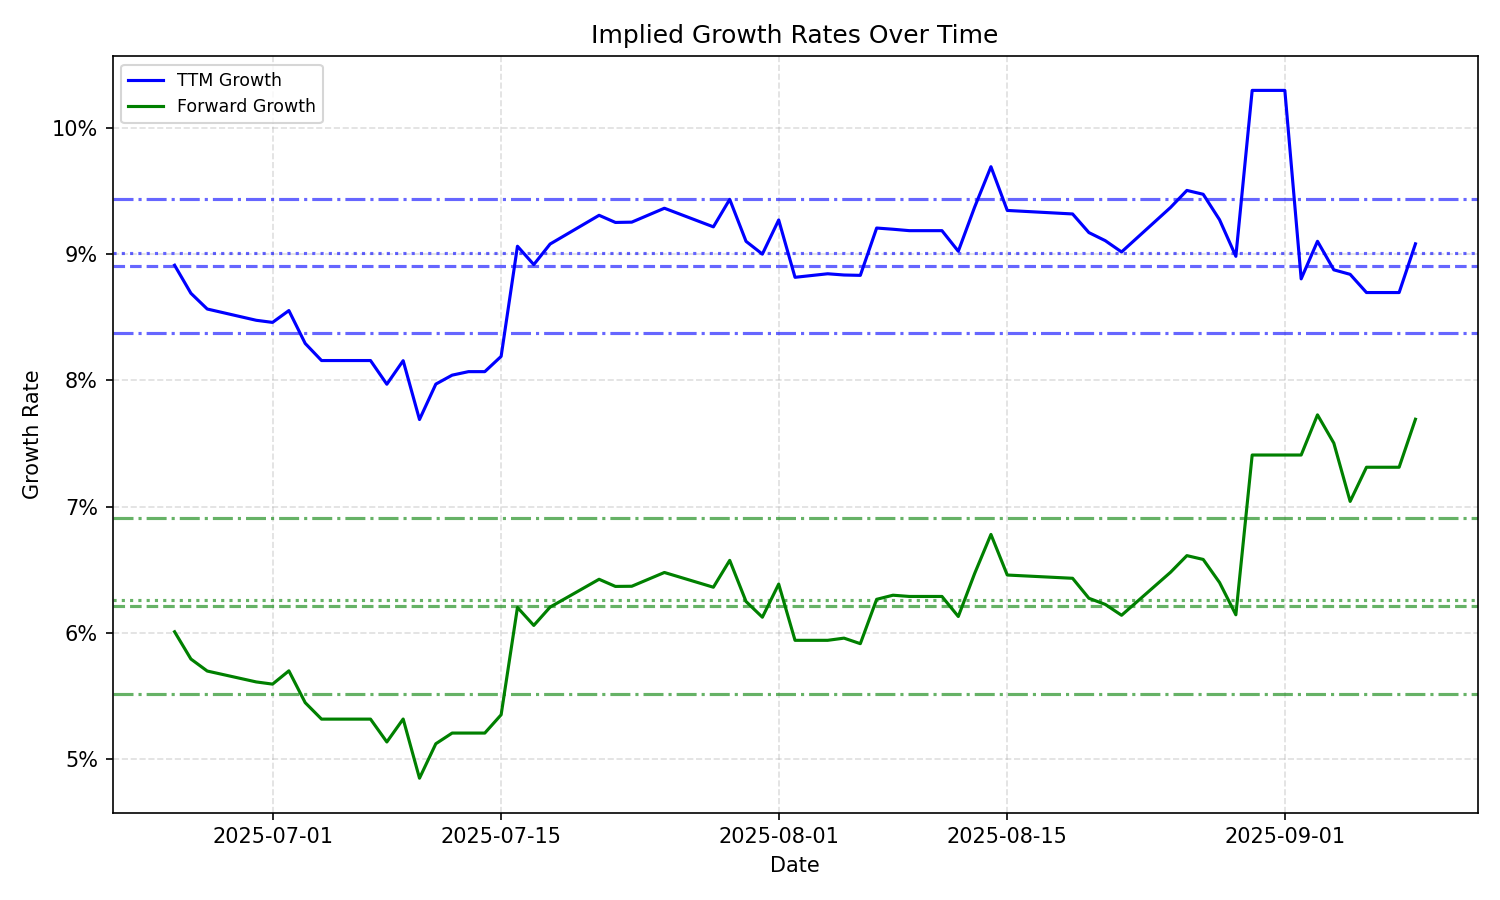 Implied Growth Rates Over Time
TTM Growth
Forward Growth
Growth Rate
10%
9%
8%
7%
6%
5%
2025-07-01
2025-07-15
2025-08-01
2025-08-15
2025-09-01
Date